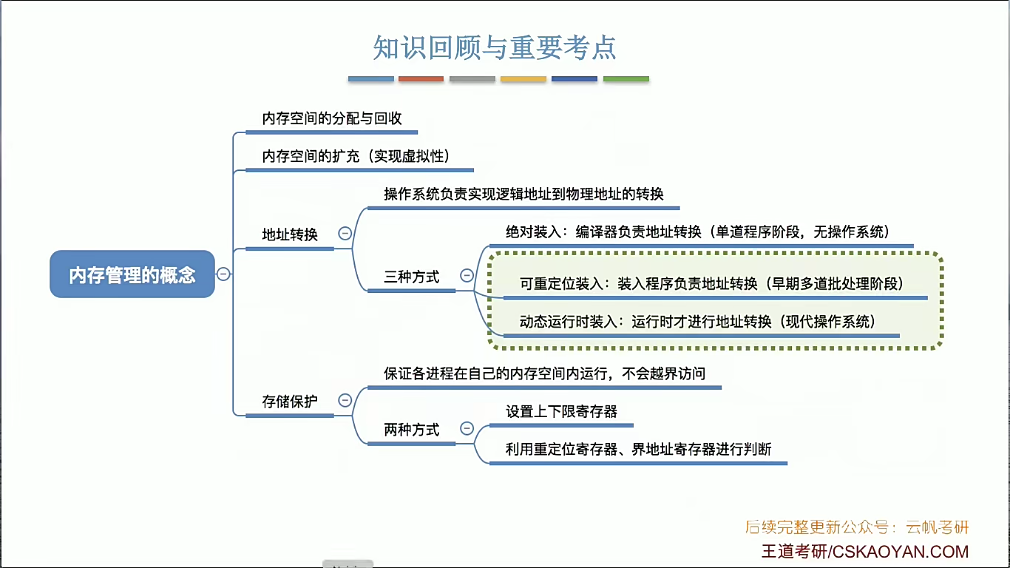 知识回顾与重要考点
内存空间的分配与回收
内存空间的扩充（实现虚拟性）
操作系统负责实现逻辑地址到物理地址的转换
地址转换
绝对装入：编译器负责地址转换（单道程序阶段，无操作系统）
内存管理的概念
三种方式
可重定位装入：装入程序负责地址转换（早期多道批处理阶段）
动态运行时装入：运行时才进行地址转换（现代操作系统）
保证各进程在自己的内存空间内运行，不会越界访问
存储保护
设置上下限寄存器
两种方式
利用重定位寄存器、界地址寄存器进行判断
后续完整更新公众号：云帆考研
王道考研/CSKAOYAN.COM